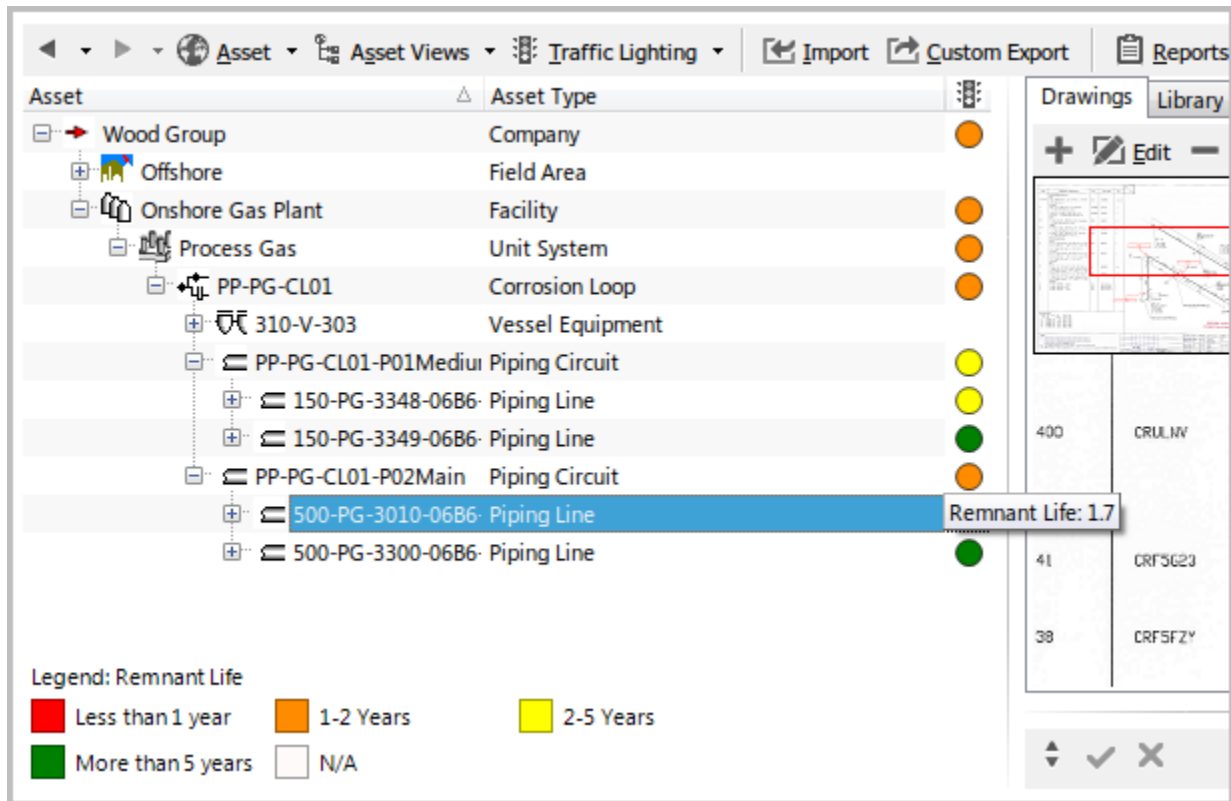 Asset Asset Views Traffic Lighting Import Custom Export Reports
Asset Asset Type
Drawings Library
Wood Group Company
Edit
Offshore Field Area
Onshore Gas Plant Facility
Process Gas Unit System
PP-PG-CL01 Corrosion Loop
310-V-303 Vessel Equipment
PP-PG-CL01-P01Mediu Piping Circuit
150-PG-3348-06B6- Piping Line
150-PG-3349-06B6- Piping Line
400 CRULNV
PP-PG-CL01-P02Main Piping Circuit
500-PG-3010-06B6- Piping Line
Remnant Life: 1.7
500-PG-3300-06B6- Piping Line
41 CRF5G23
38 CRF5FZY
Legend: Remnant Life
Less than 1 year 1-2 Years 2-5 Years
More than 5 years N/A